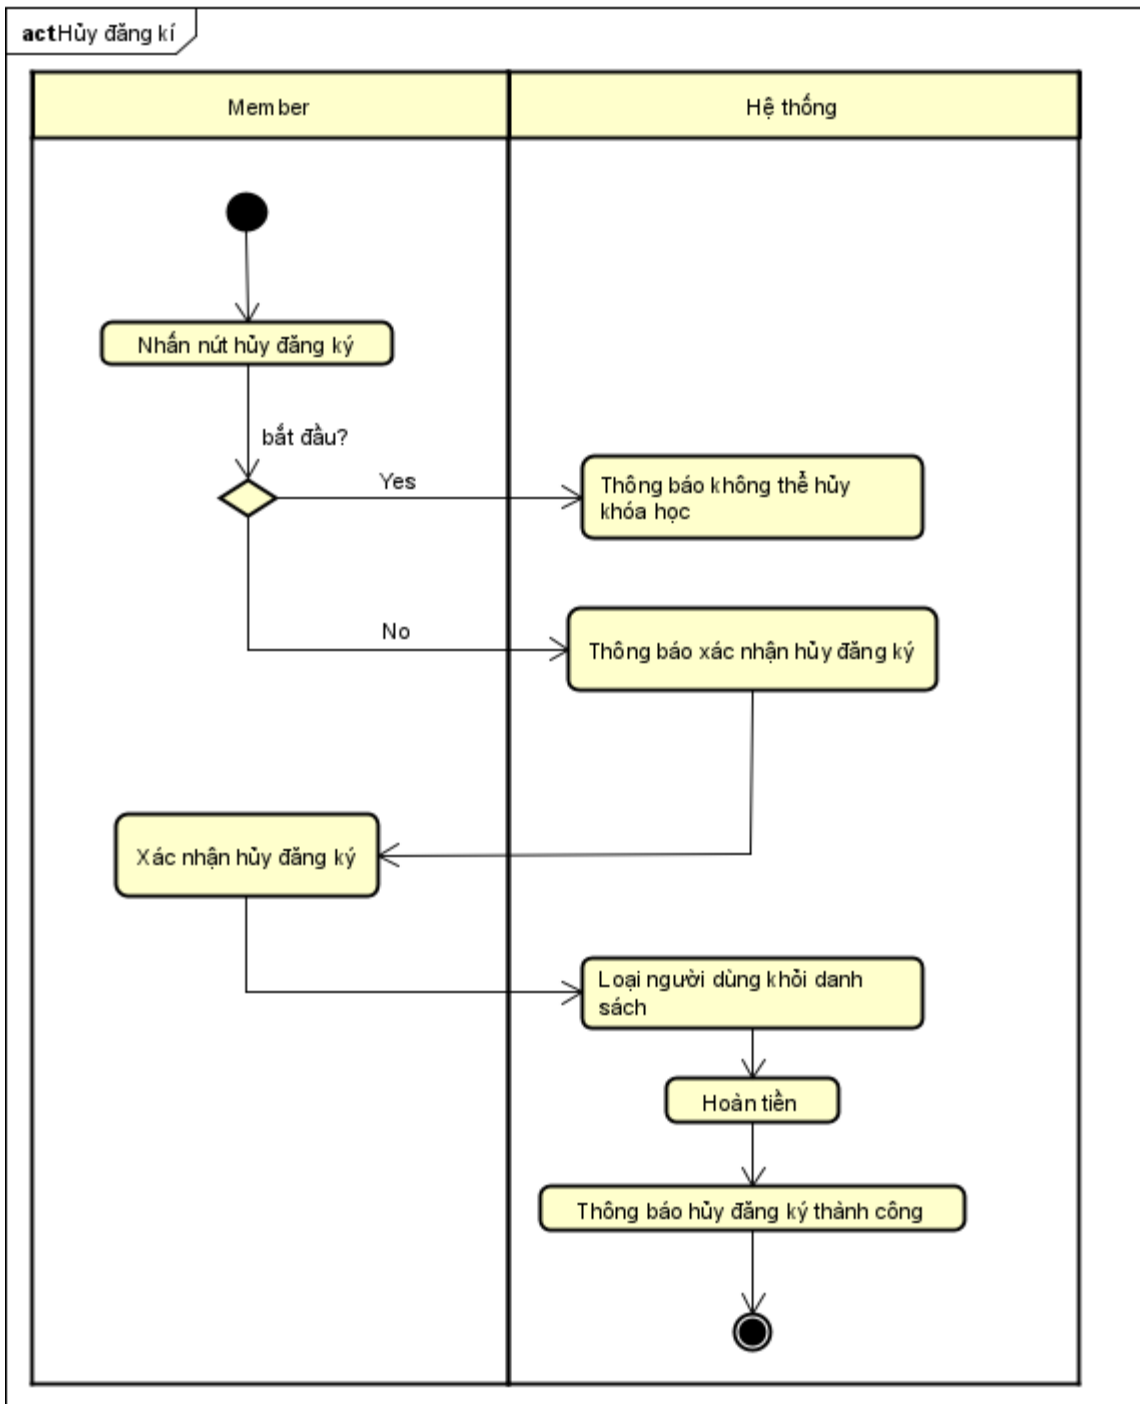 act Hủy đăng kí
Member
Hệ thống
Nhấn nút hủy đăng ký
bắt đầu?
Yes
Thông báo không thể hủy
khóa học
No
Thông báo xác nhận hủy đăng ký
Xác nhận hủy đăng ký
Loại người dùng khỏi danh
sách
Hoàn tiền
Thông báo hủy đăng ký thành công